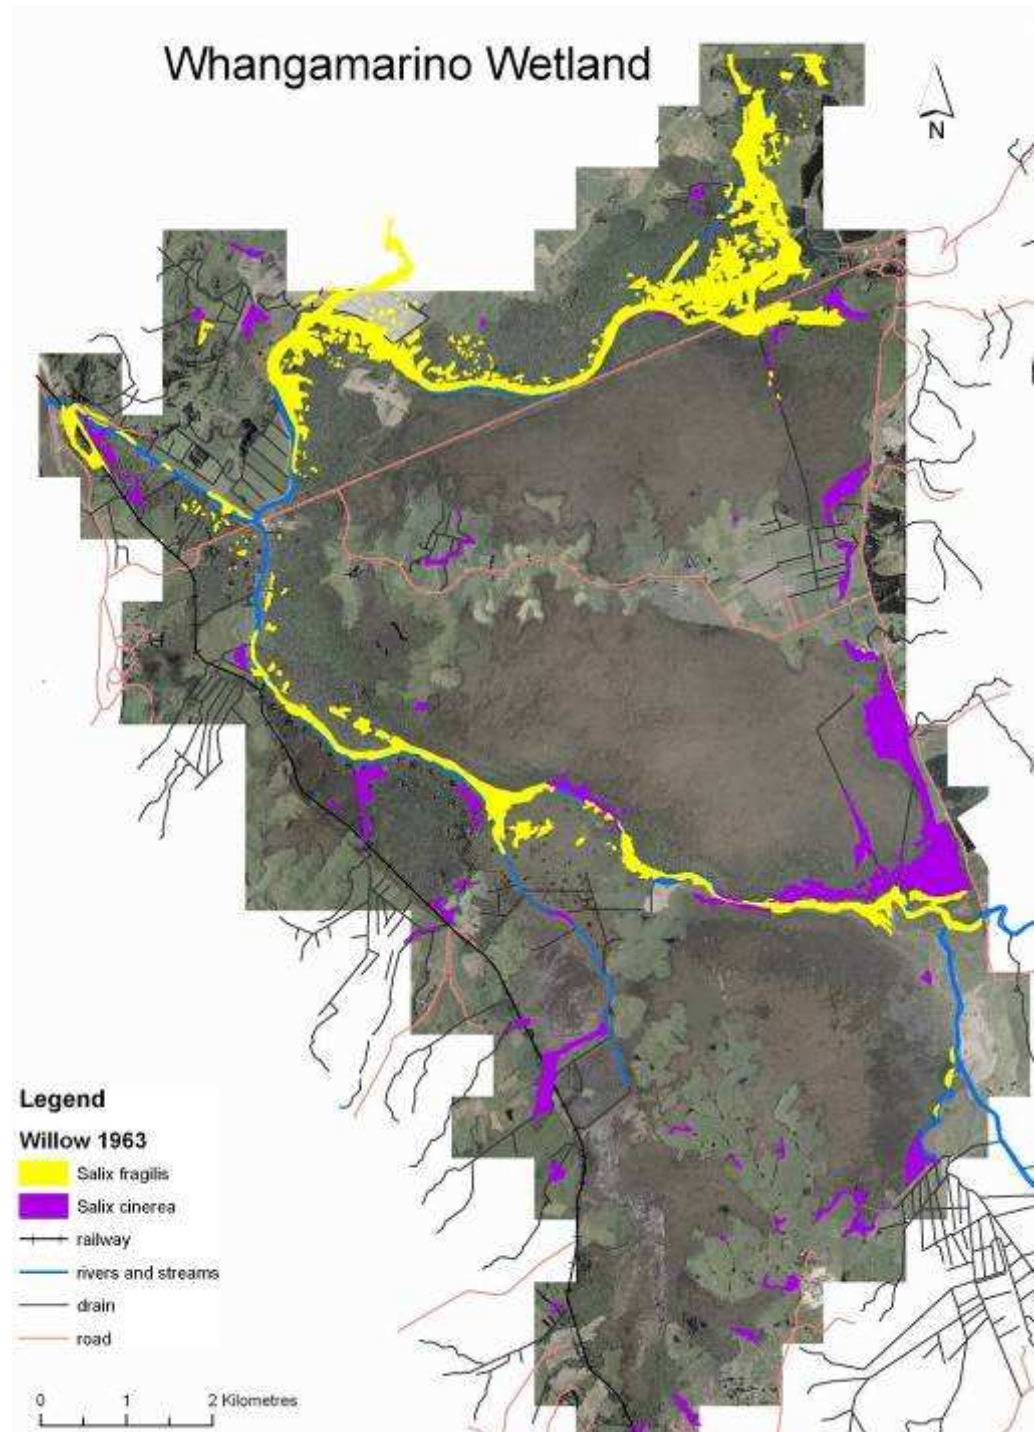 Whangamarino Wetland
N
Legend
Willow 1963
Salix fragilis
Salix cinerea
railway
rivers and streams
drain
road
0 1 2 Kilometres